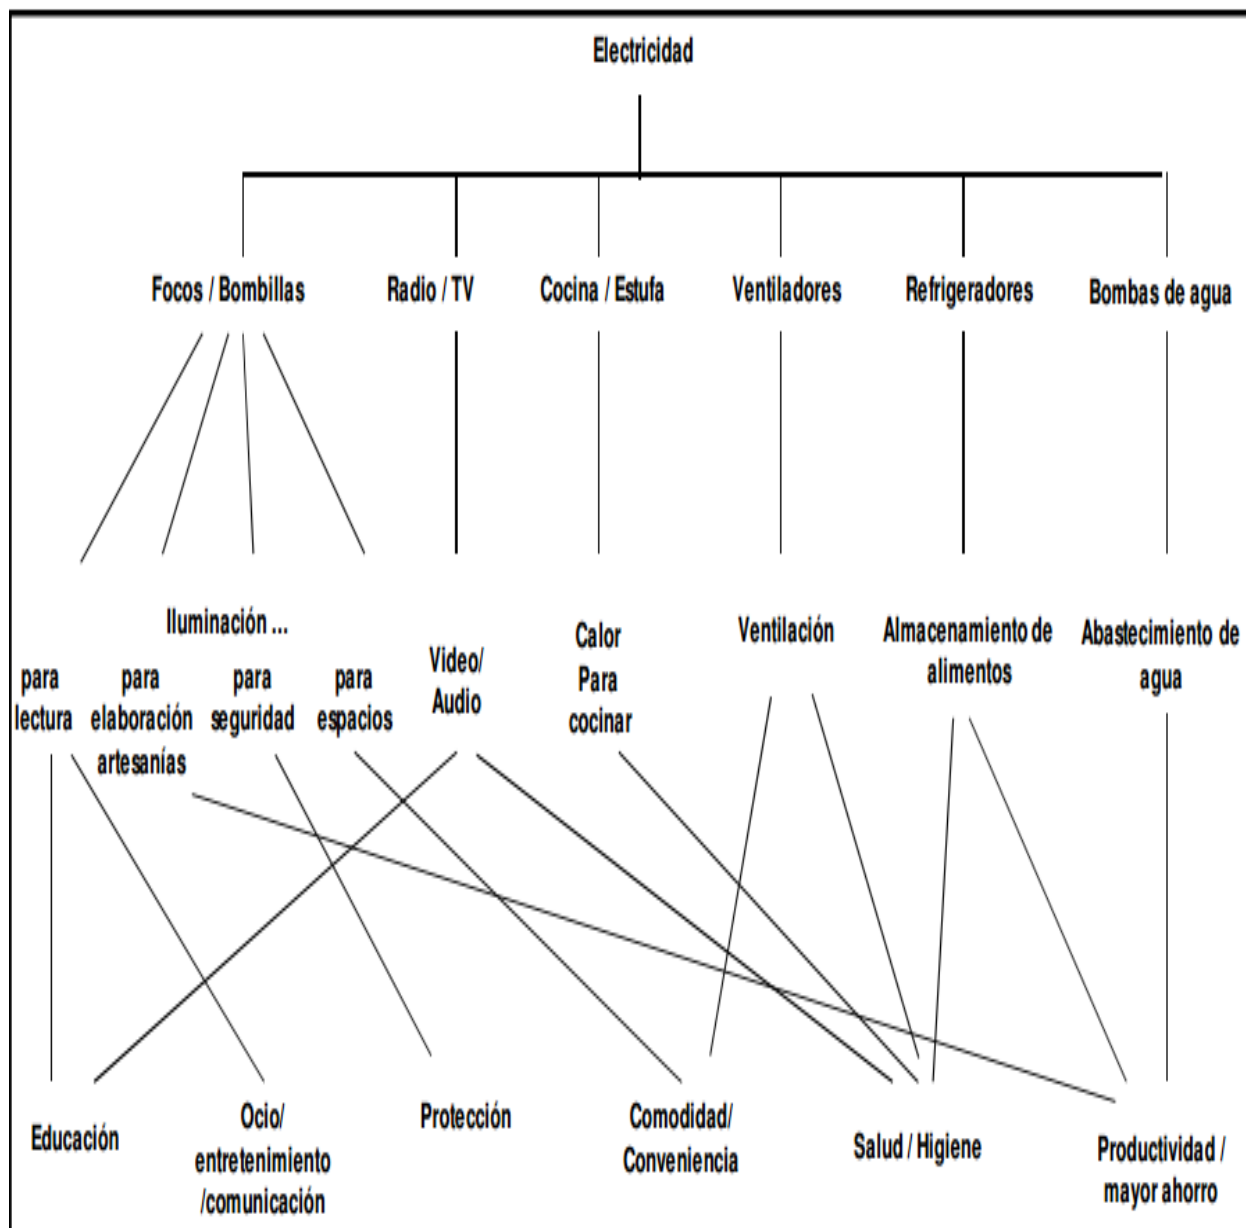 Electricidad
Focos / Bombillas
Radio / TV
Cocina / Estufa
Ventiladores
Refrigeradores
Bombas de agua
Iluminación ...
para
lectura
para
elaboración
artesanías
para
seguridad
para
espacios
Video/
Audio
Calor
Para
cocinar
Ventilación
Almacenamiento de
alimentos
Abastecimiento de
agua
Educación
Ocio/
entretenimiento
/comunicación
Protección
Comodidad/
Conveniencia
Salud / Higiene
Productividad /
mayor ahorro